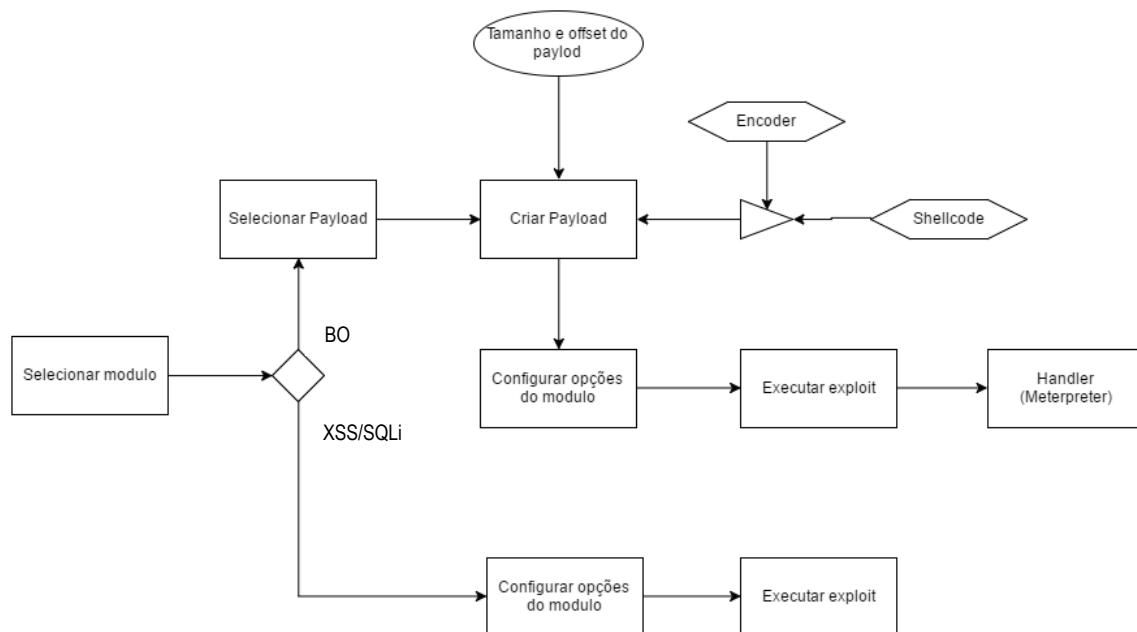 Tamanho e offset do
paylod
Encoder
Selecionar Payload
Criar Payload
Shellcode
BO
Selecionar modulo
Configurar opções
do modulo
Executar exploit
Handler
(Meterpreter)
XSS/SQLi
Configurar opções
do modulo
Executar exploit